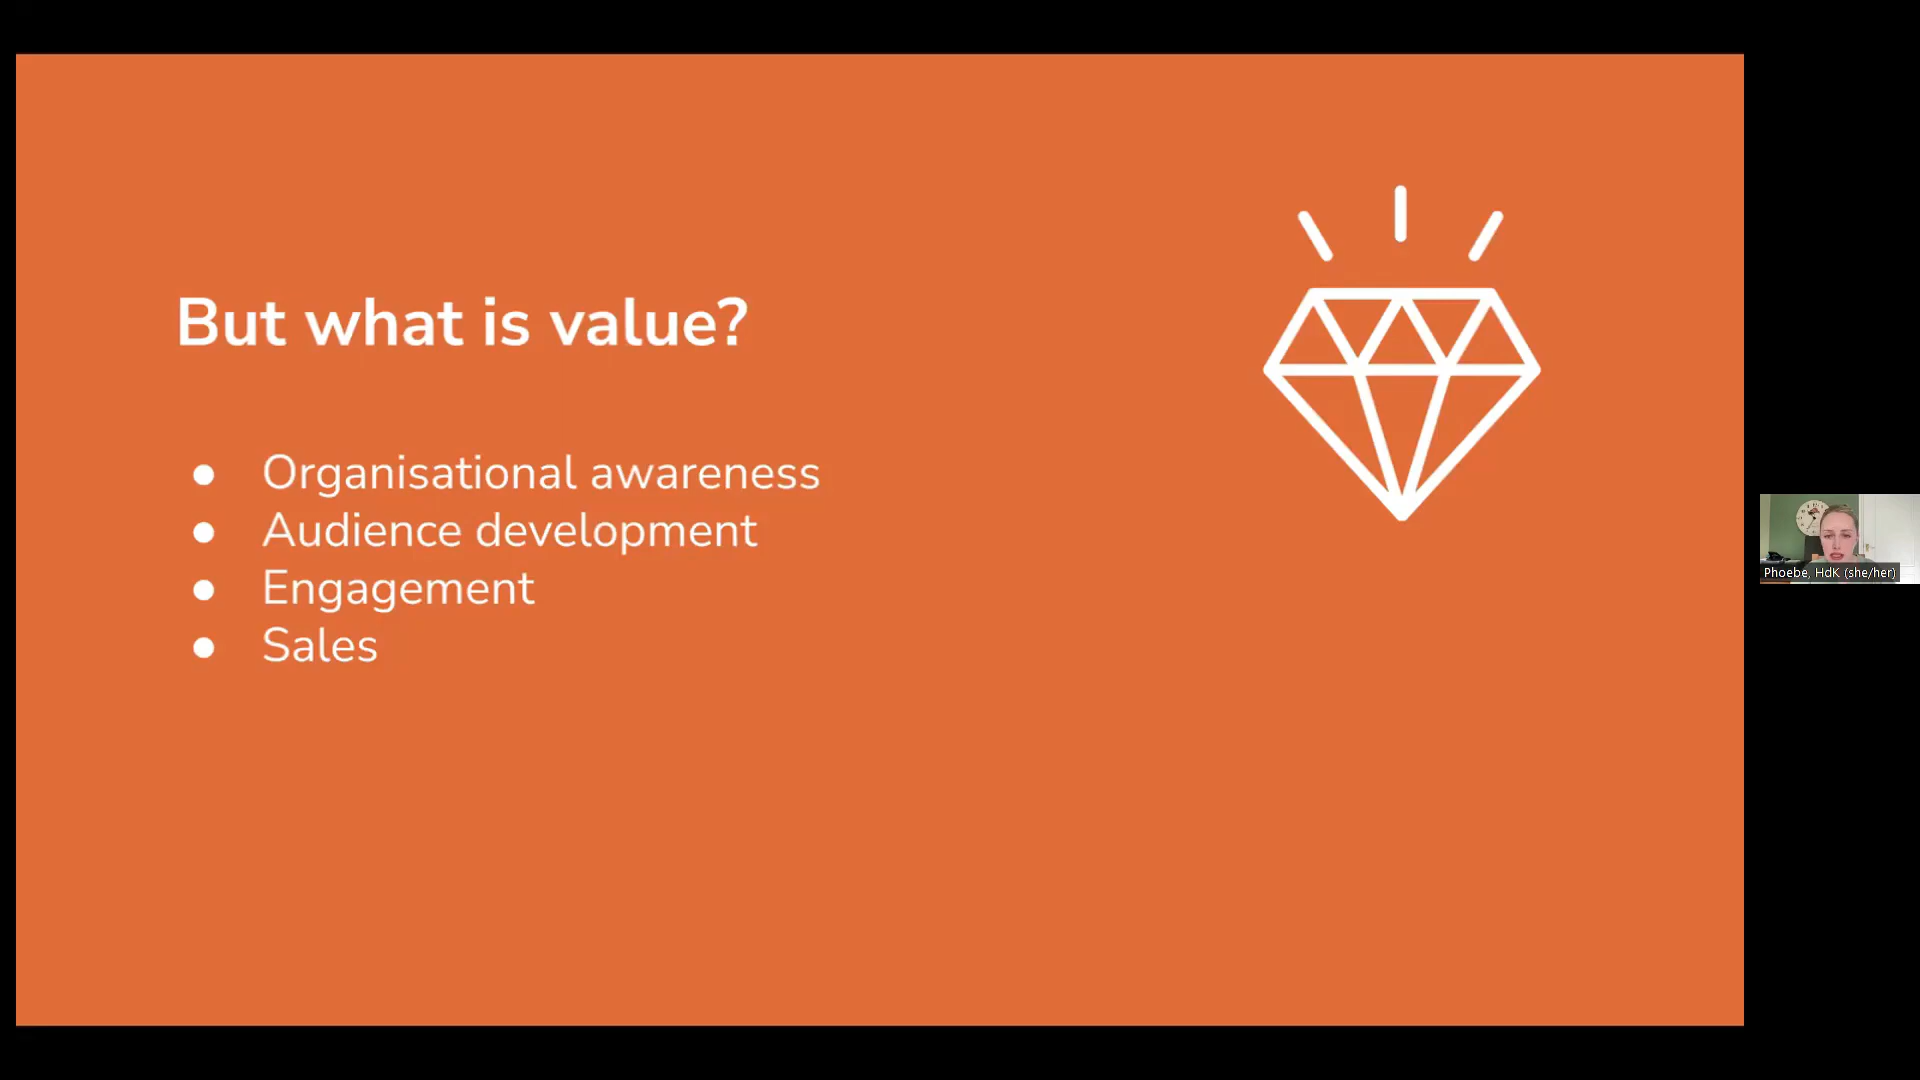 But what is value?
Organisational awareness
Audience development
Engagement
Sales
Phoebe, HdK (she/her)